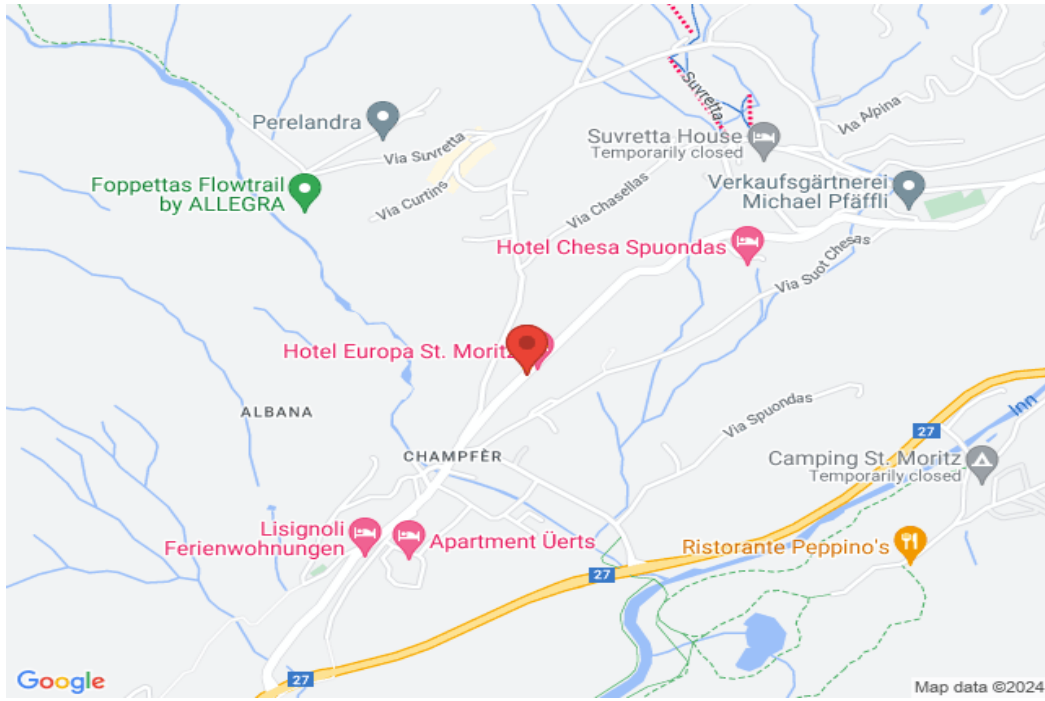 Suvretta
Via Alpina
Perelandra
Suvretta House
Temporarily closed
Via Suvretta
Foppettas Flowtrail
by ALLEGRA
Via Curtins
Via Chasellas
Verkaufsgärtnerei
Michael Pfäffli
Hotel Chesa Spuondas
Via Suot Chesas
Hotel Europa St. Moritz
ALBANA
Via Spuondas
Inn
27
CHAMPFÈR
Camping St. Moritz
Temporarily closed
Lisignoli
Ferienwohnungen
Apartment Üerts
Ristorante Peppino's
27
27
Google
Map data ©2024